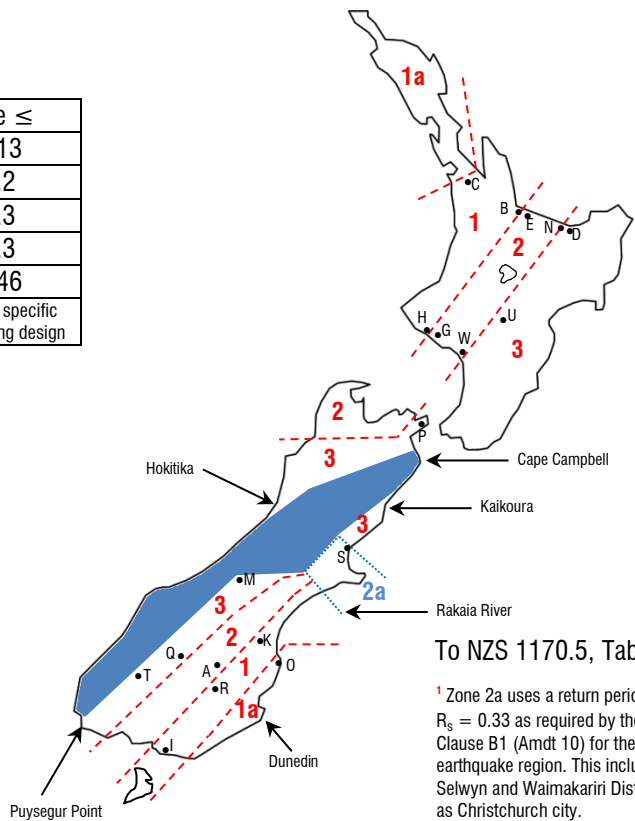 e ≤
13
.2
.3
.3
46
specific
ng design
1a
C
1
B
E
N
D
2
H
G
W
U
3
2
P
3
Cape Campbell
Hokitika
Kaikoura
3
S
2a
M
3
Rakaia River
2
K
Q
A
1
O
T
R
1a
I
Dunedin
Puysegur Point
To NZS 1170.5, Tab
1 Zone 2a uses a return perio
Rs = 0.33 as required by the
Clause B1 (Amdt 10) for the
earthquake region. This inclu
Selwyn and Waimakariri Dist
as Christchurch city.